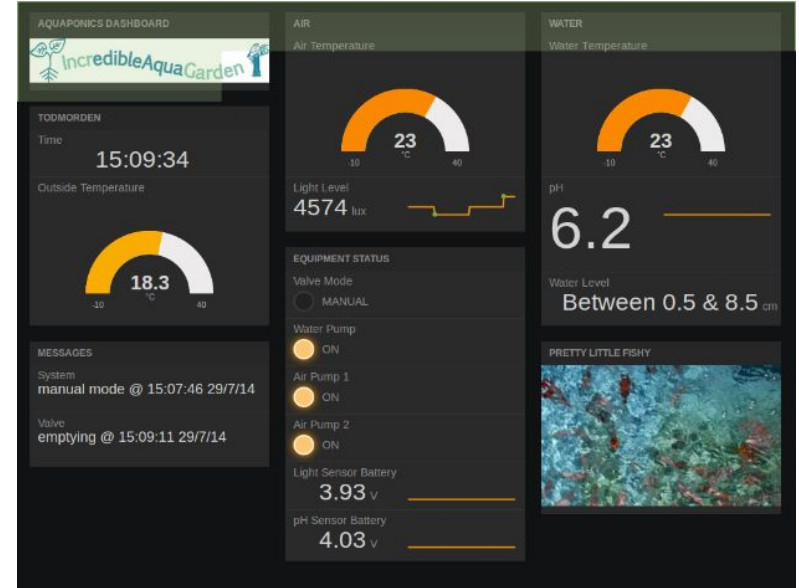 AQUAPONICS DASHBOARD
IncredibleAquaGarden
TODMORDEN
Time
15:09:34
Outside Temperature
18.3
°C
-10 40
MESSAGES
System
manual mode @ 15:07:46 29/7/14
Valve
emptying @ 15:09:11 29/7/14
AIR
Air Temperature
23
°C
-10 40
Light Level
4574 lux
EQUIPMENT STATUS
Valve Mode
MANUAL
Water Pump
ON
Air Pump 1
ON
Air Pump 2
ON
Light Sensor Battery
3.93 V
pH Sensor Battery
4.03 V
WATER
Water Temperature
23
°C
-10 40
pH
6.2
Water Level
Between 0.5 & 8.5 cm
PRETTY LITTLE FISHY